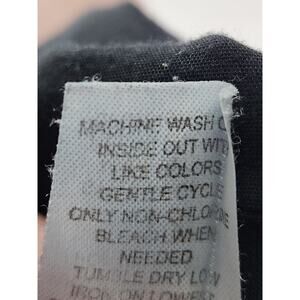 MACHINE WASH C
INSIDE OUT WITH
LIKE COLORS
GENTLE CYCLE
ONLY NON-CHLORINE
BLEACH WHEN
NEEDED
TUMBLE DRY LOW
IRON ON LOWEST